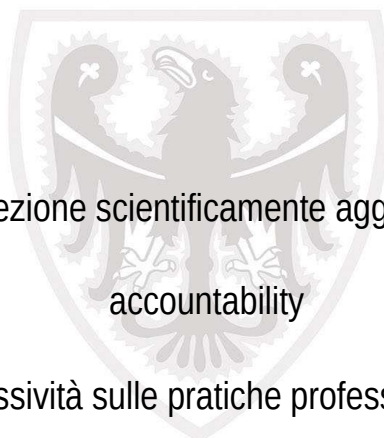 ezione scientificamente agg
accountability
ssività sulle pratiche profess